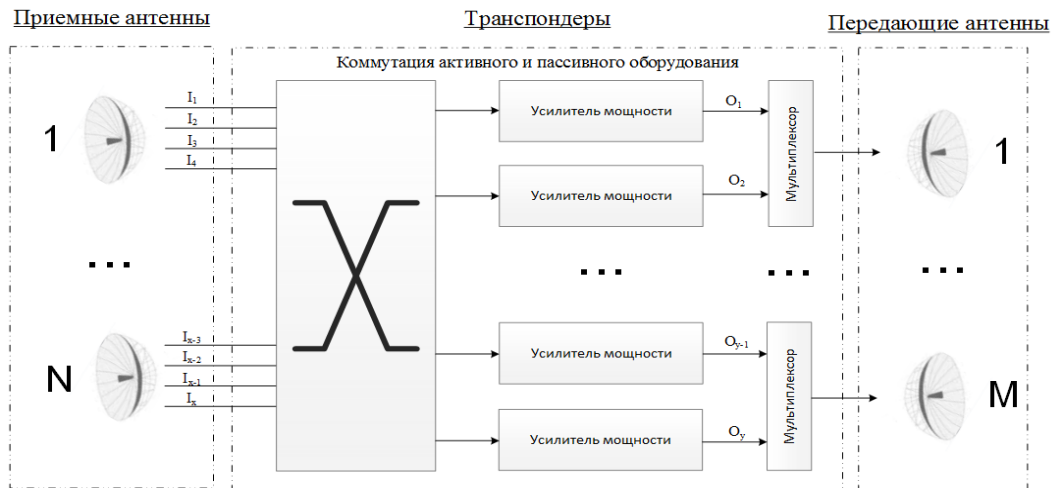 Приемные антенны
Транспондеры
Передающие антенны
Коммутация активного и пассивного оборудования
1
I1
I2
I3
I4
Усилитель мощности
O1
Усилитель мощности
O2
Мультиплексор
1
...
...
...
...
N
Ix-3
Ix-2
Ix-1
Ix
Усилитель мощности
Oy-1
Усилитель мощности
Oy
Мультиплексор
M